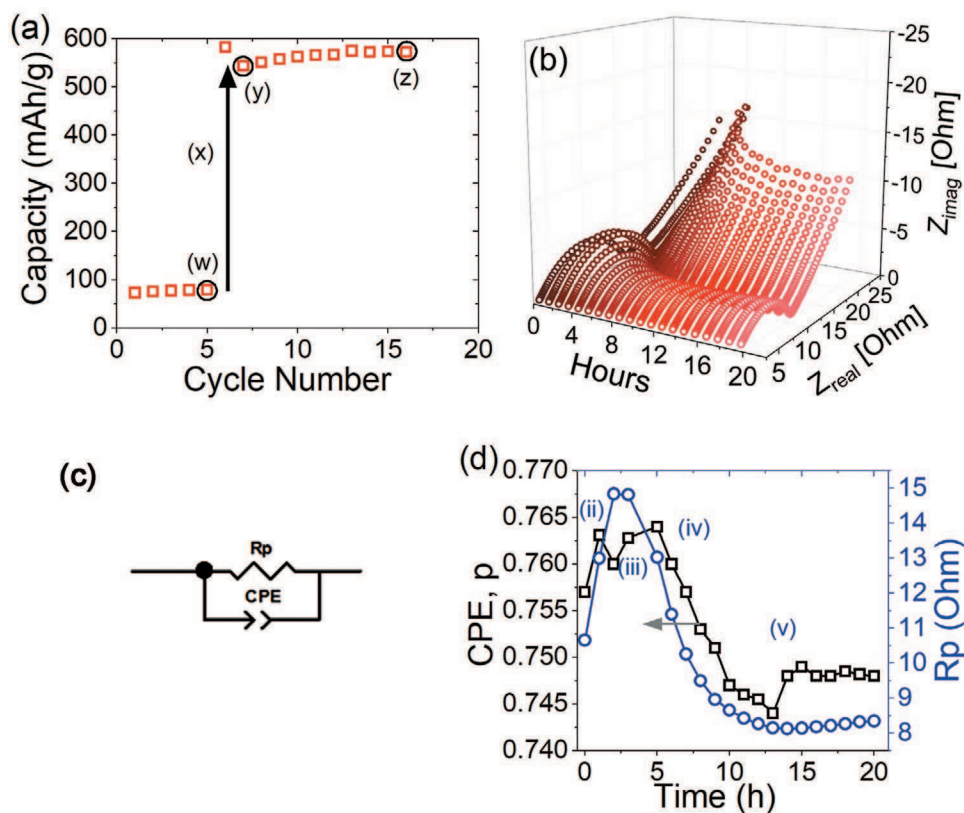 (a)
600
500
400
300
200
100
0
0 5 10 15 20
Capacity (mAh/g)
Cycle Number
(w)
(x)
(y)
(z)
(b)
-25
-20
-15
-10
-5
0
Zimag [Ohm]
0 4 8 12 16 20
Hours
5 10 15 20 25
Zreal [Ohm]
(c)
Rp
CPE
(d)
0.770
0.765
0.760
0.755
0.750
0.745
0.740
CPE, p
(ii)
(iii)
(iv)
(v)
15
14
13
12
11
10
9
8
Rp (Ohm)
0 5 10 15 20
Time (h)